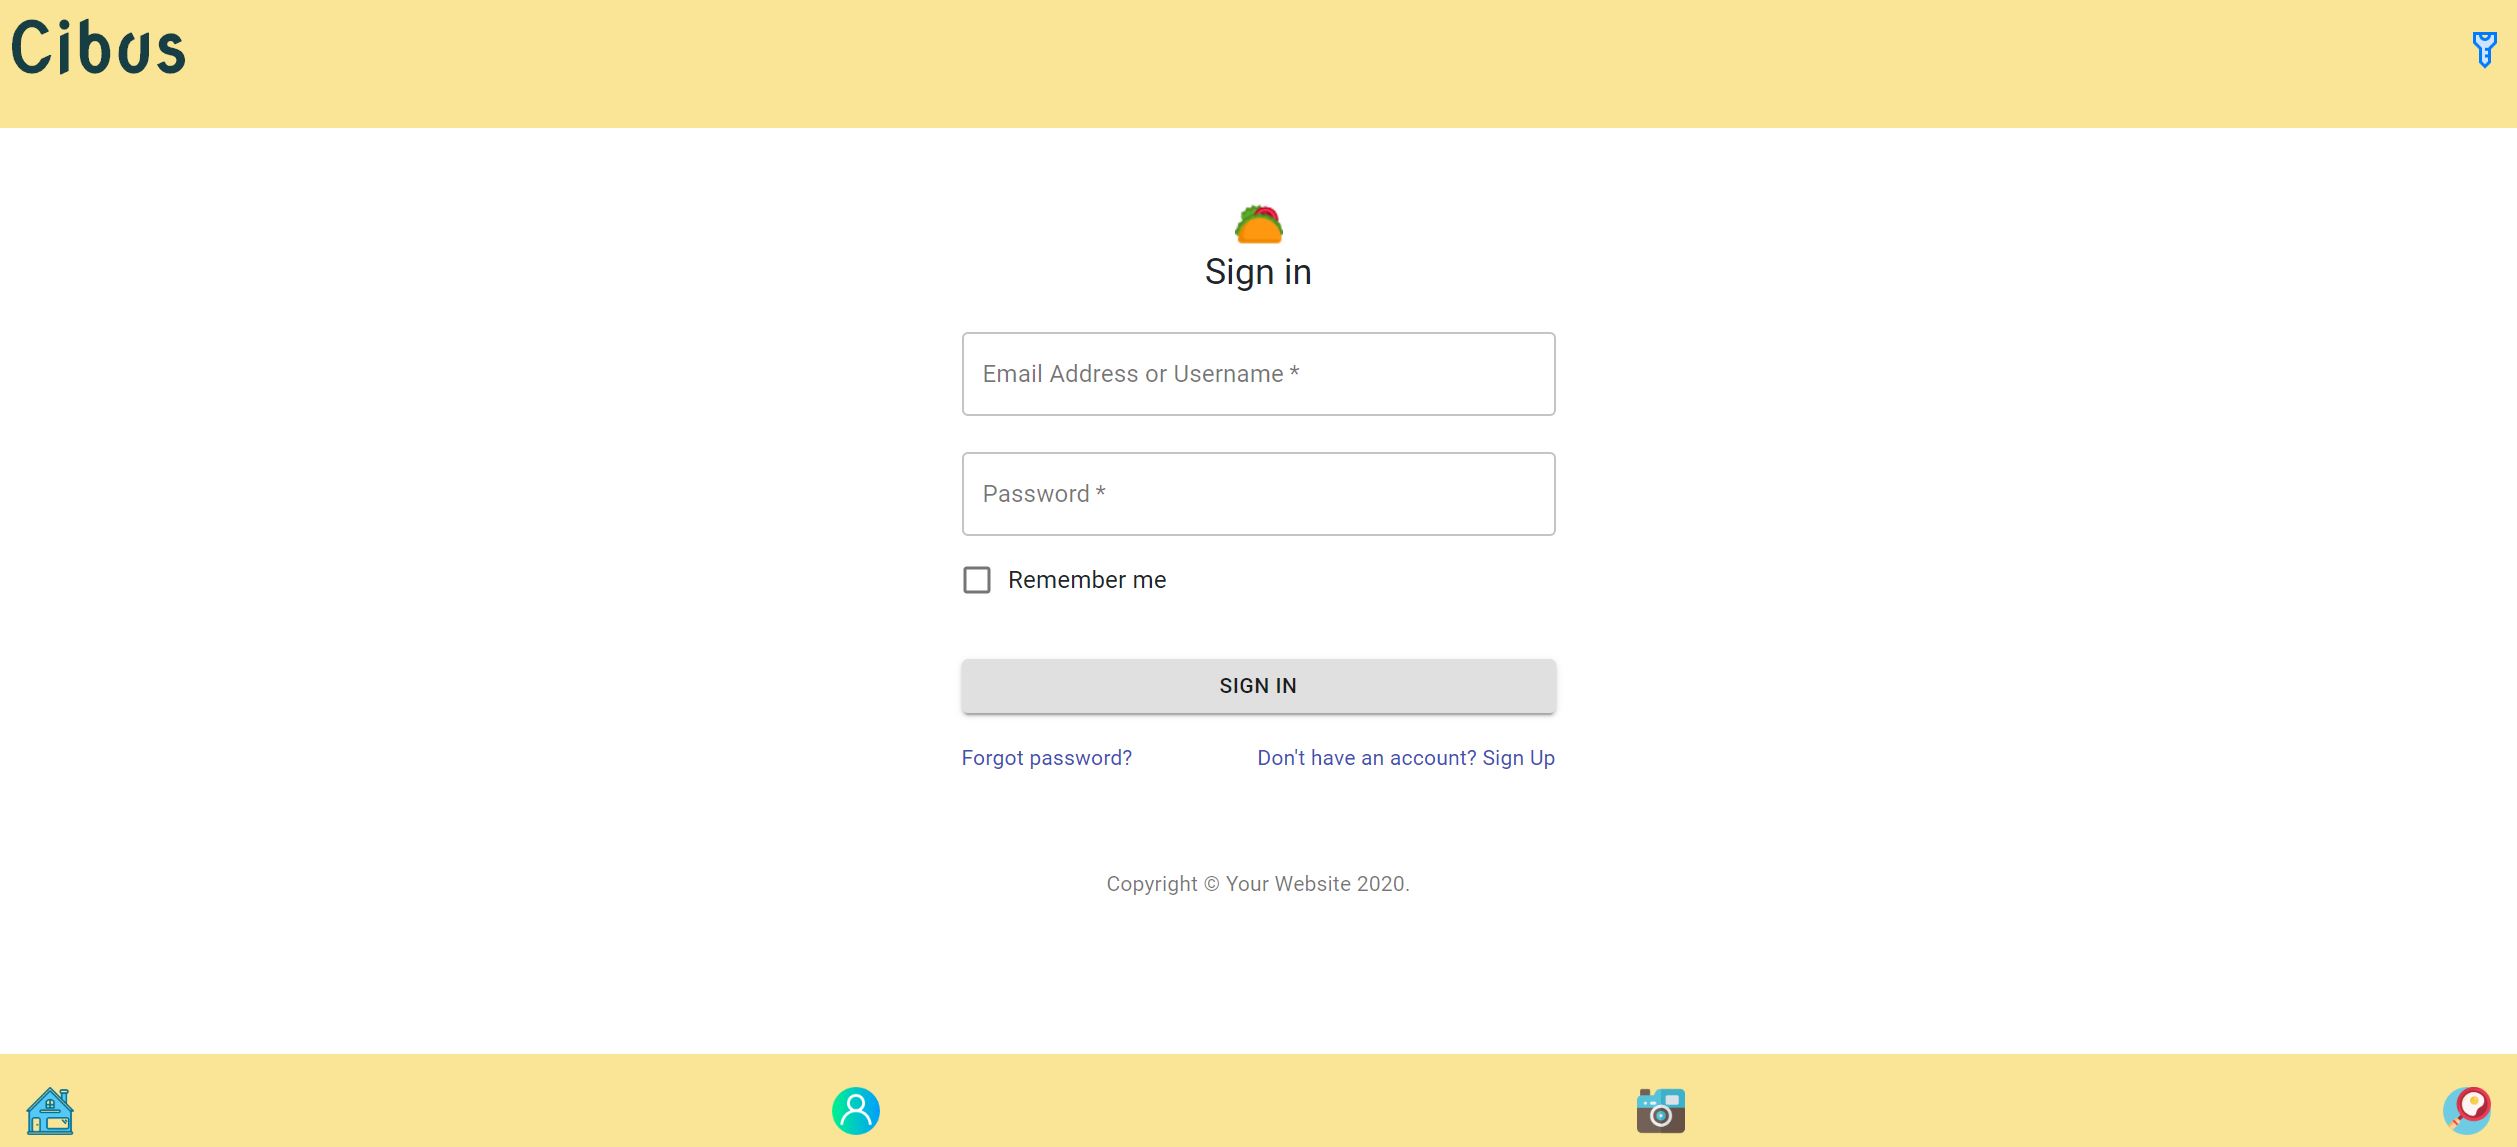 Cibus
Sign in
Email Address or Username *
Password *
Remember me
SIGN IN
Forgot password?
Don't have an account? Sign Up
Copyright © Your Website 2020.